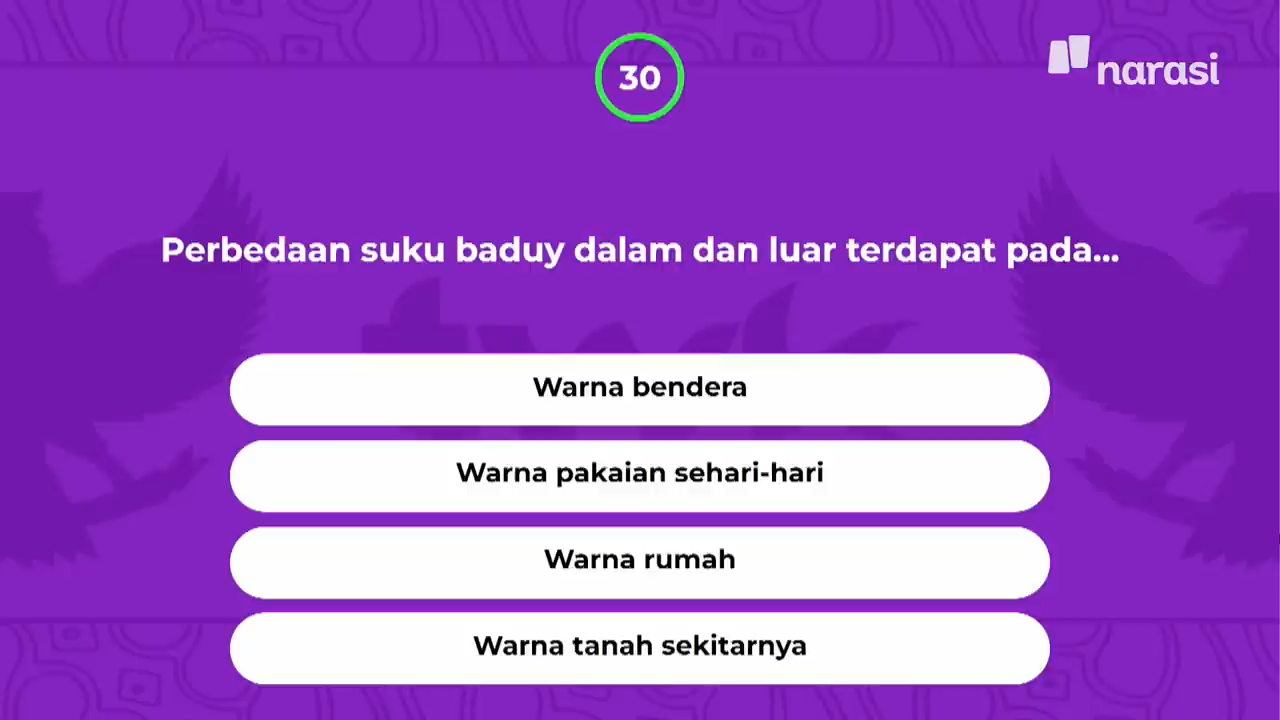 30
narasi
Perbedaan suku baduy dalam dan luar terdapat pada...
Warna bendera
Warna pakaian sehari-hari
Warna rumah
Warna tanah sekitarnya